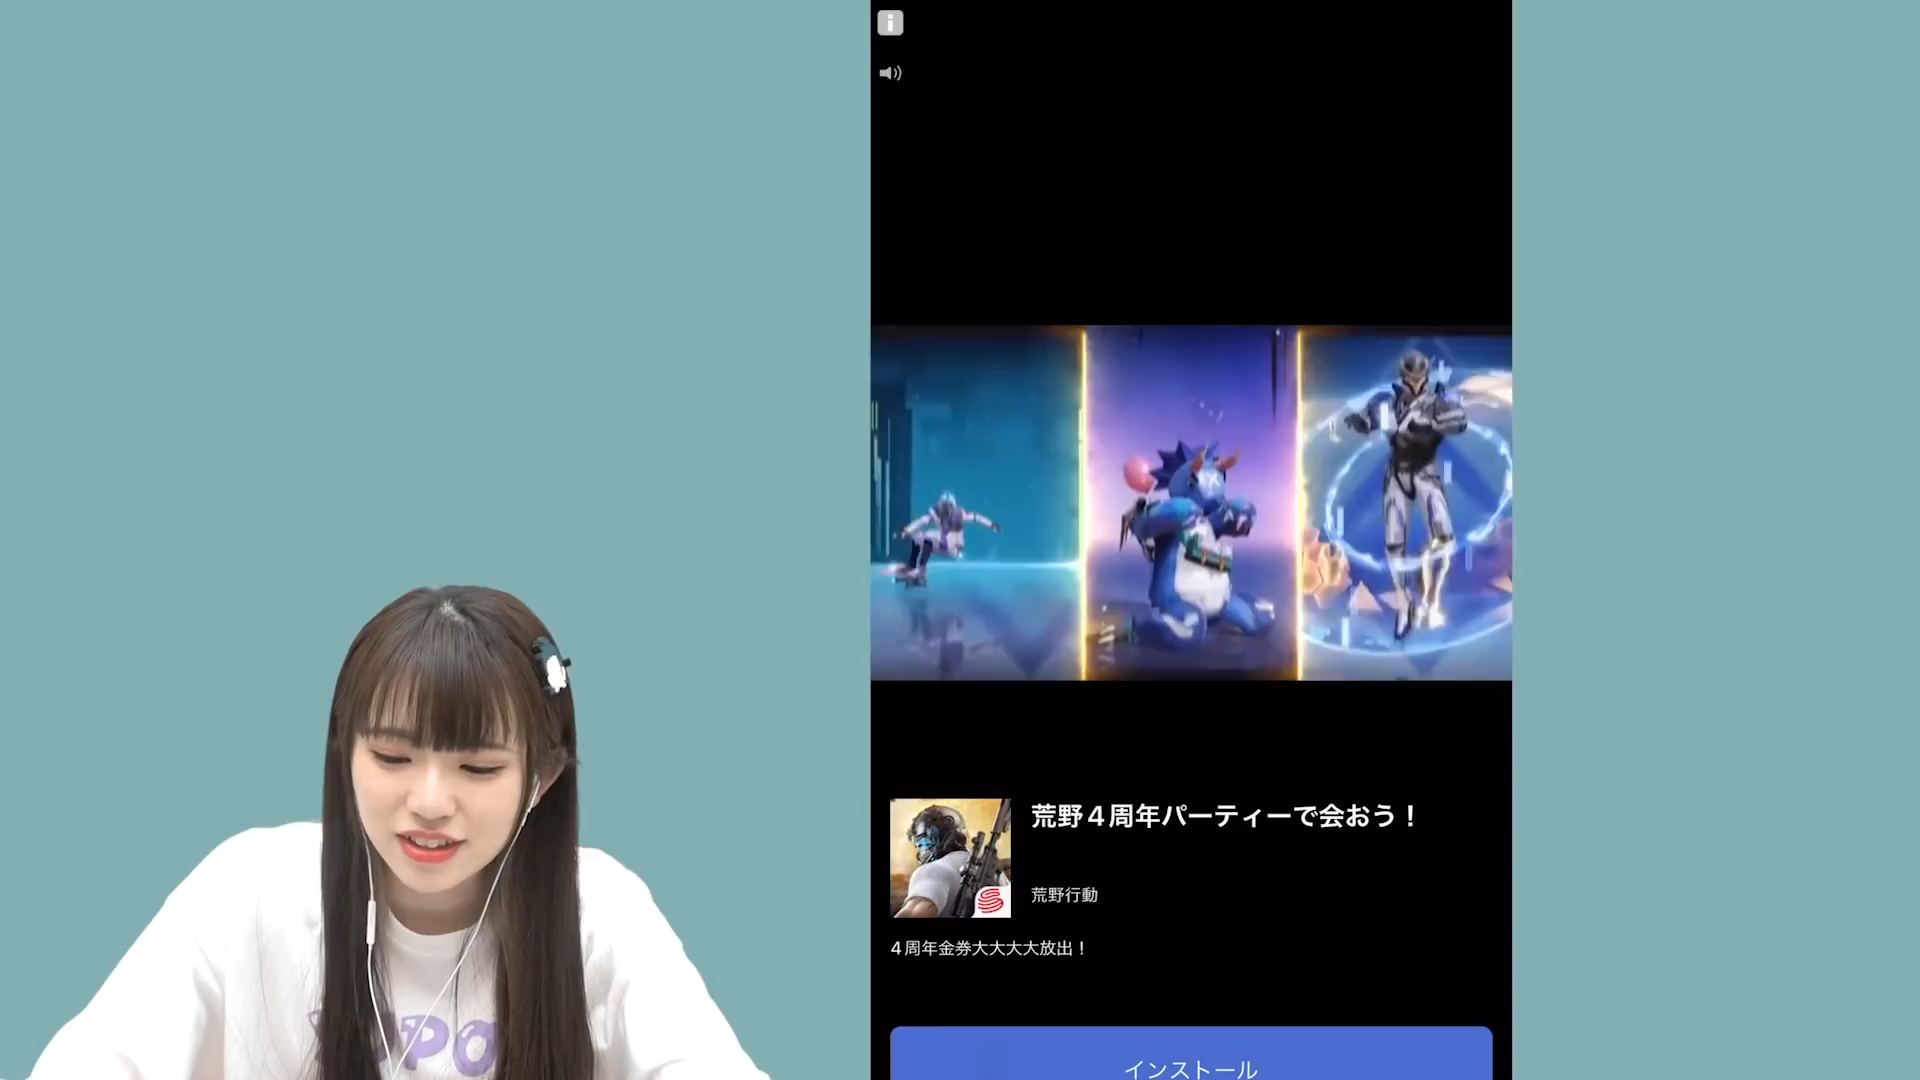 荒野4周年パーティーで会おう！
荒野行動
4周年金券大大大大放出！
インストール